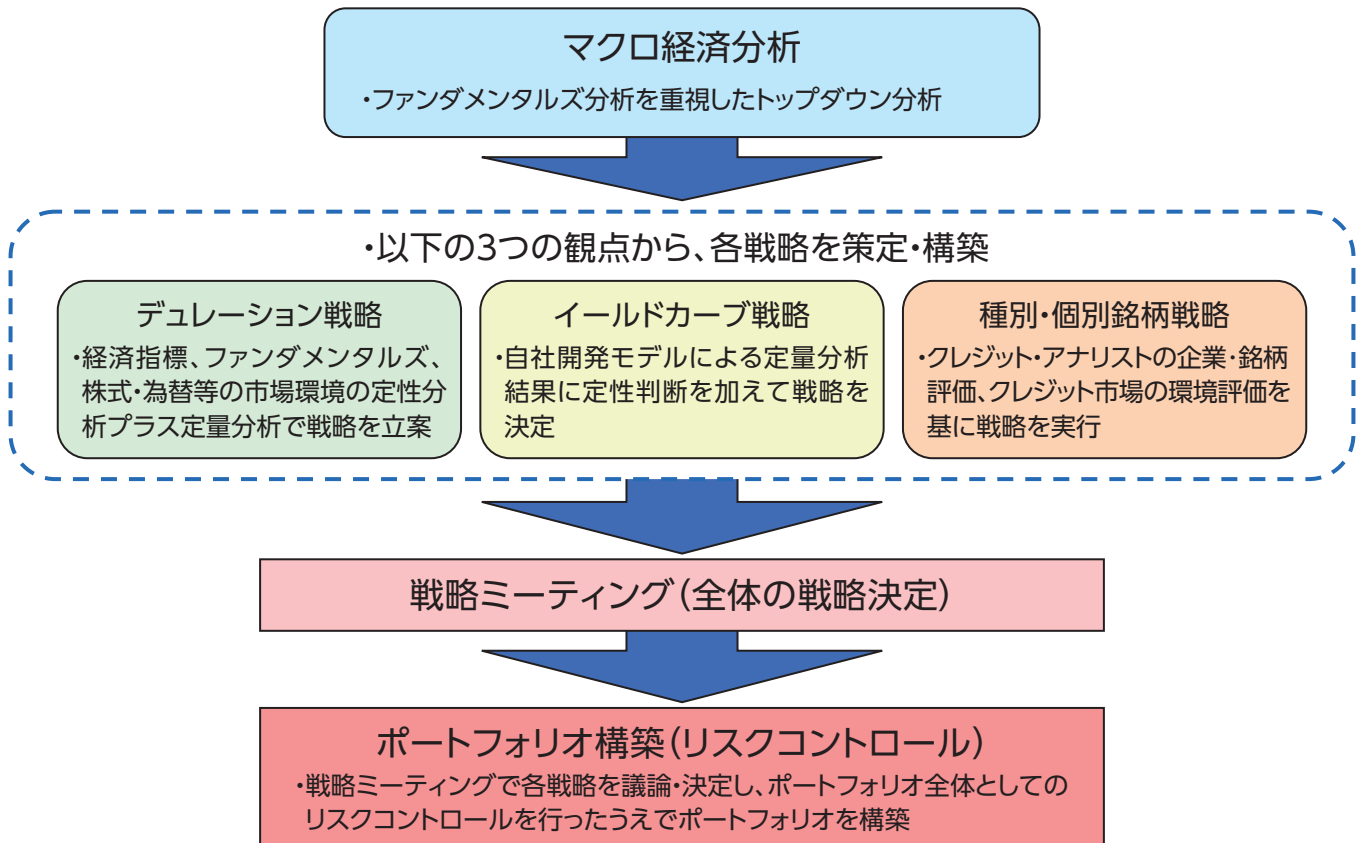 マクロ経済分析
・ファンダメンタルズ分析を重視したトップダウン分析
・以下の3つの観点から、各戦略を策定・構築
デュレーション戦略
・経済指標、ファンダメンタルズ、
株式・為替等の市場環境の定性分
析プラス定量分析で戦略を立案
イールドカーブ戦略
・自社開発モデルによる定量分析
結果に定性判断を加えて戦略を
決定
種別・個別銘柄戦略
・クレジット・アナリストの企業・銘柄
評価、クレジット市場の環境評価を
基に戦略を実行
戦略ミーティング(全体の戦略決定)
ポートフォリオ構築(リスクコントロール)
・戦略ミーティングで各戦略を議論・決定し、ポートフォリオ全体としての
リスクコントロールを行ったうえでポートフォリオを構築